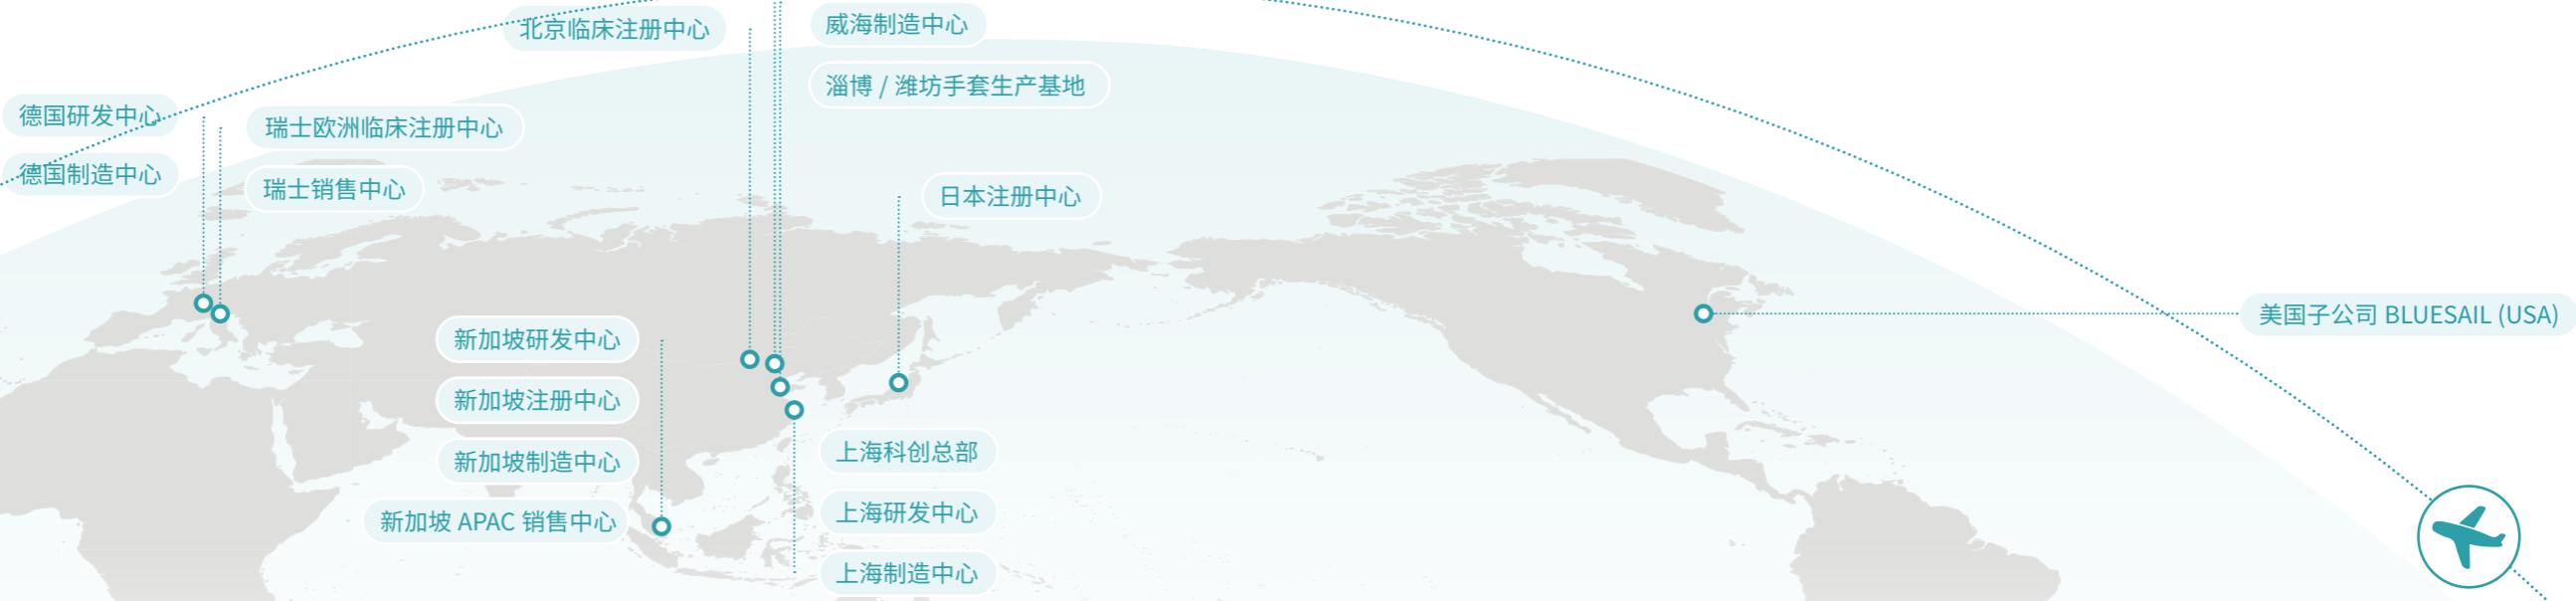 北京临床注册中心
威海制造中心
淄博 / 潍坊手套生产基地
德国研发中心
德国制造中心
瑞士欧洲临床注册中心
瑞士销售中心
日本注册中心
美国子公司 BLUESAIL (USA)
新加坡研发中心
新加坡注册中心
新加坡制造中心
新加坡 APAC 销售中心
上海科创总部
上海研发中心
上海制造中心